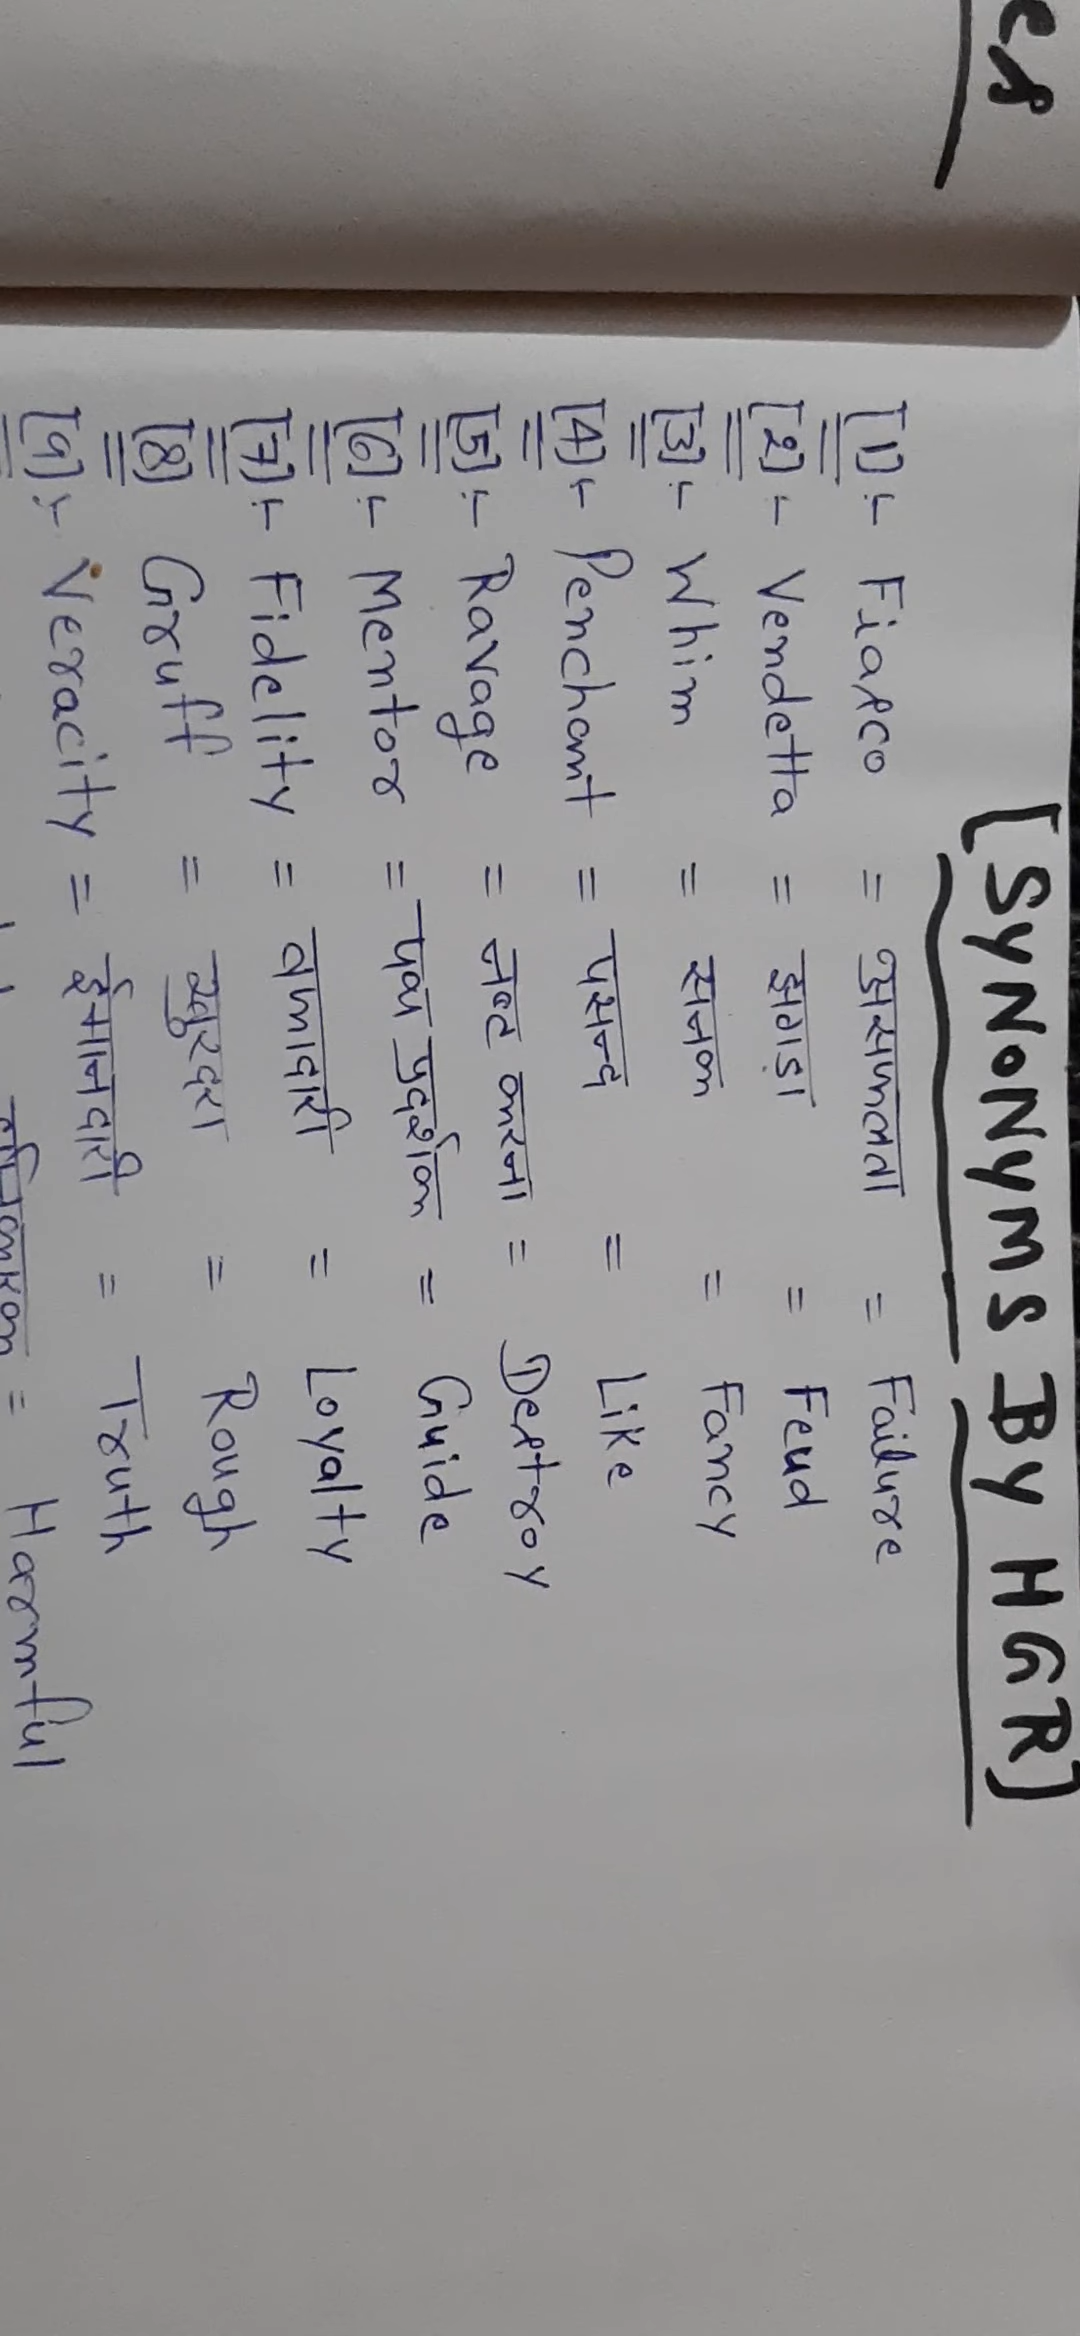 es
[SYNONYMS BY HGR]
[1]:- Fiasco = असफलता = Failure
[2]:- Vendetta = झगडा = Feud
[3]:- Whim = सनक = Fancy
[4]:- Penchant = पसन्द = Like
[5]:- Ravage = नष्ट करना = Destroy
[6]:- Mentor = पथ प्रदर्शक = Guide
[7]:- Fidelity = वफादारी = Loyalty
[8] Gruff = खुरदरा = Rough
[9]:- Veracity = ईमानदारी = Truth
= Harmful